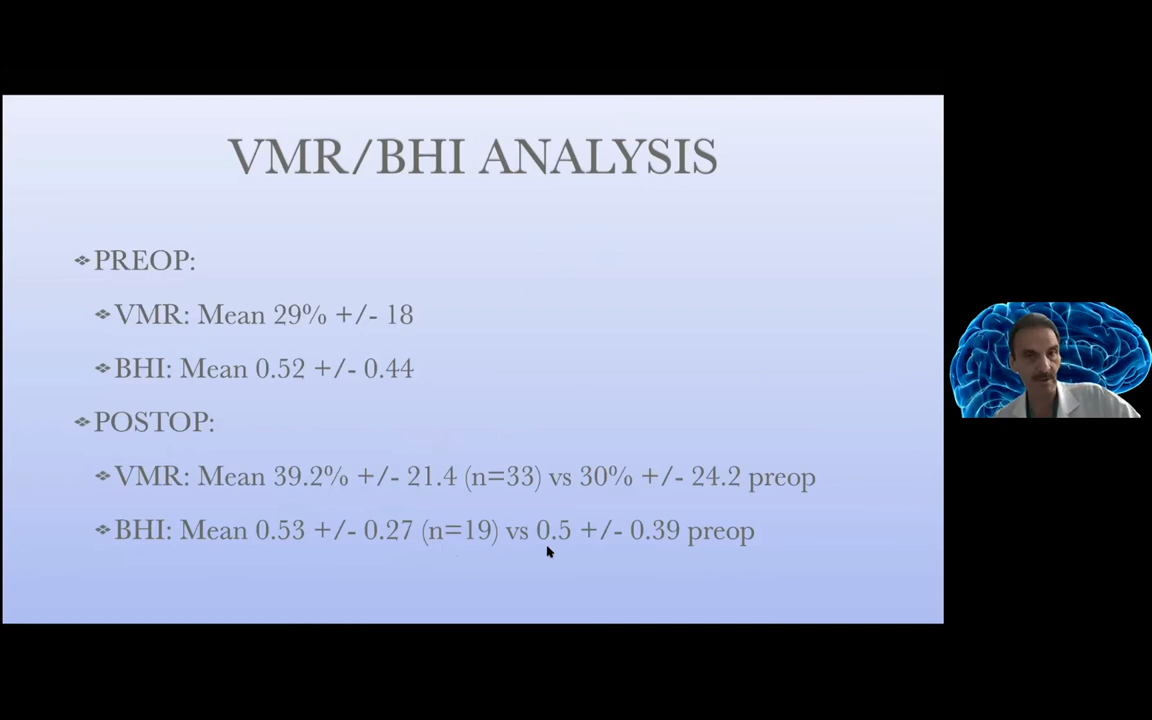 VMR/BHI ANALYSIS
PREOP:
VMR: Mean 29% +/- 18
BHI: Mean 0.52 +/- 0.44
POSTOP:
VMR: Mean 39.2% +/- 21.4 (n=33) vs 30% +/- 24.2 preop
BHI: Mean 0.53 +/- 0.27 (n=19) vs 0.5 +/- 0.39 preop